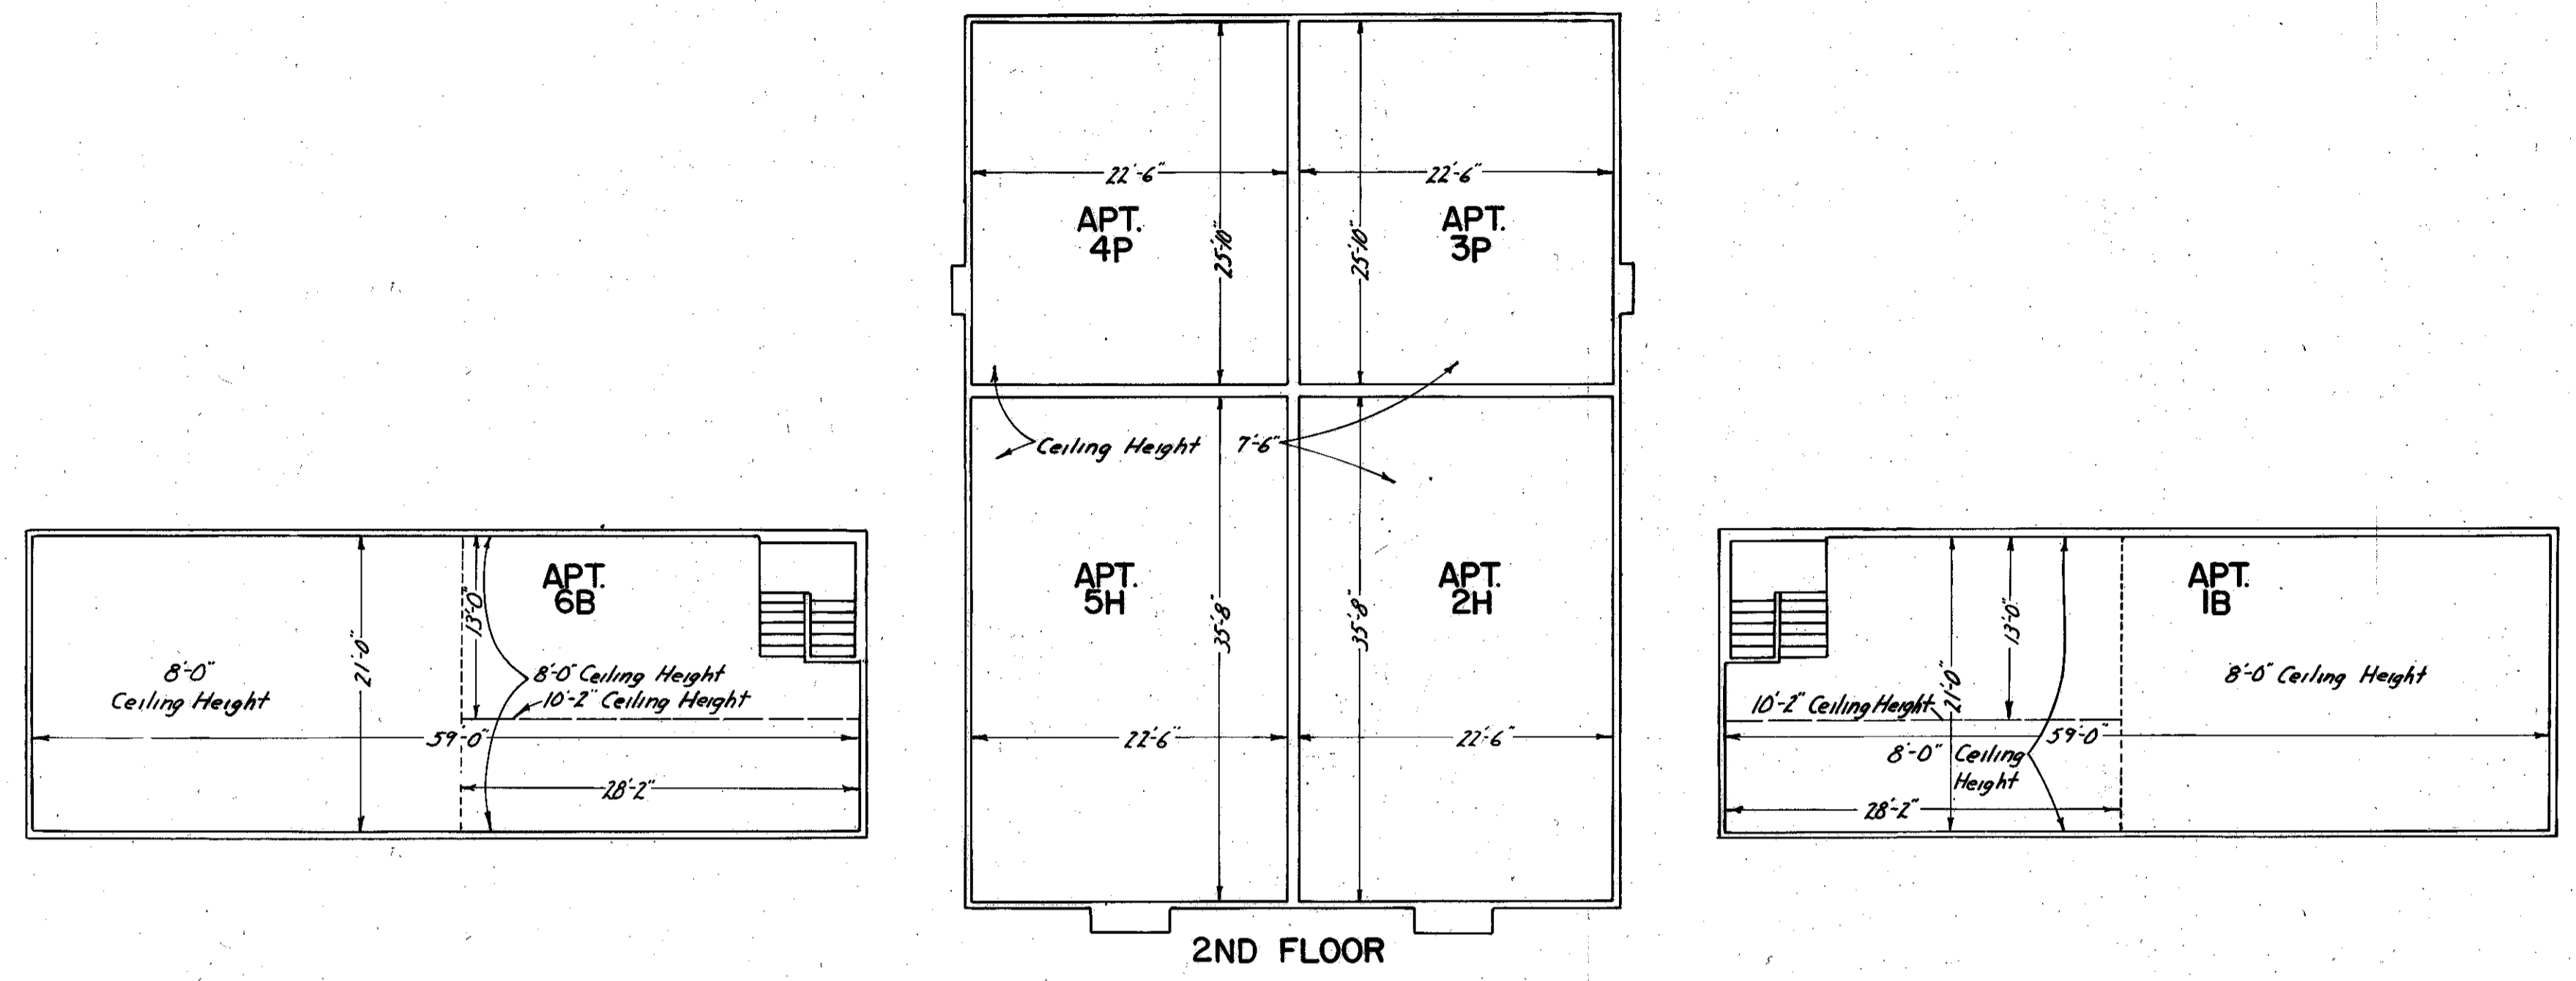 22'-6"
22'-6"
APT.
4P
25'-10"
25'-10"
APT.
3P
Ceiling Height 7'-6"
APT.
5H
35'-8"
35'-8"
APT.
2H
22'-6"
22'-6"
2ND FLOOR
APT.
6B
13'-0"
21'-0"
8'-0"
Ceiling Height
8'-0" Ceiling Height
10'-2" Ceiling Height
59'-0"
28'-2"
APT.
1B
13'-0"
21'-0"
8'-0" Ceiling Height
10'-2" Ceiling Height
59'-0"
8'-0" Ceiling
Height
28'-2"